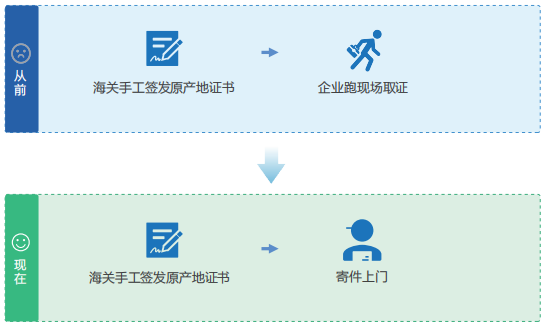 从前
海关手工签发原产地证书
企业跑现场取证
现在
海关手工签发原产地证书
寄件上门